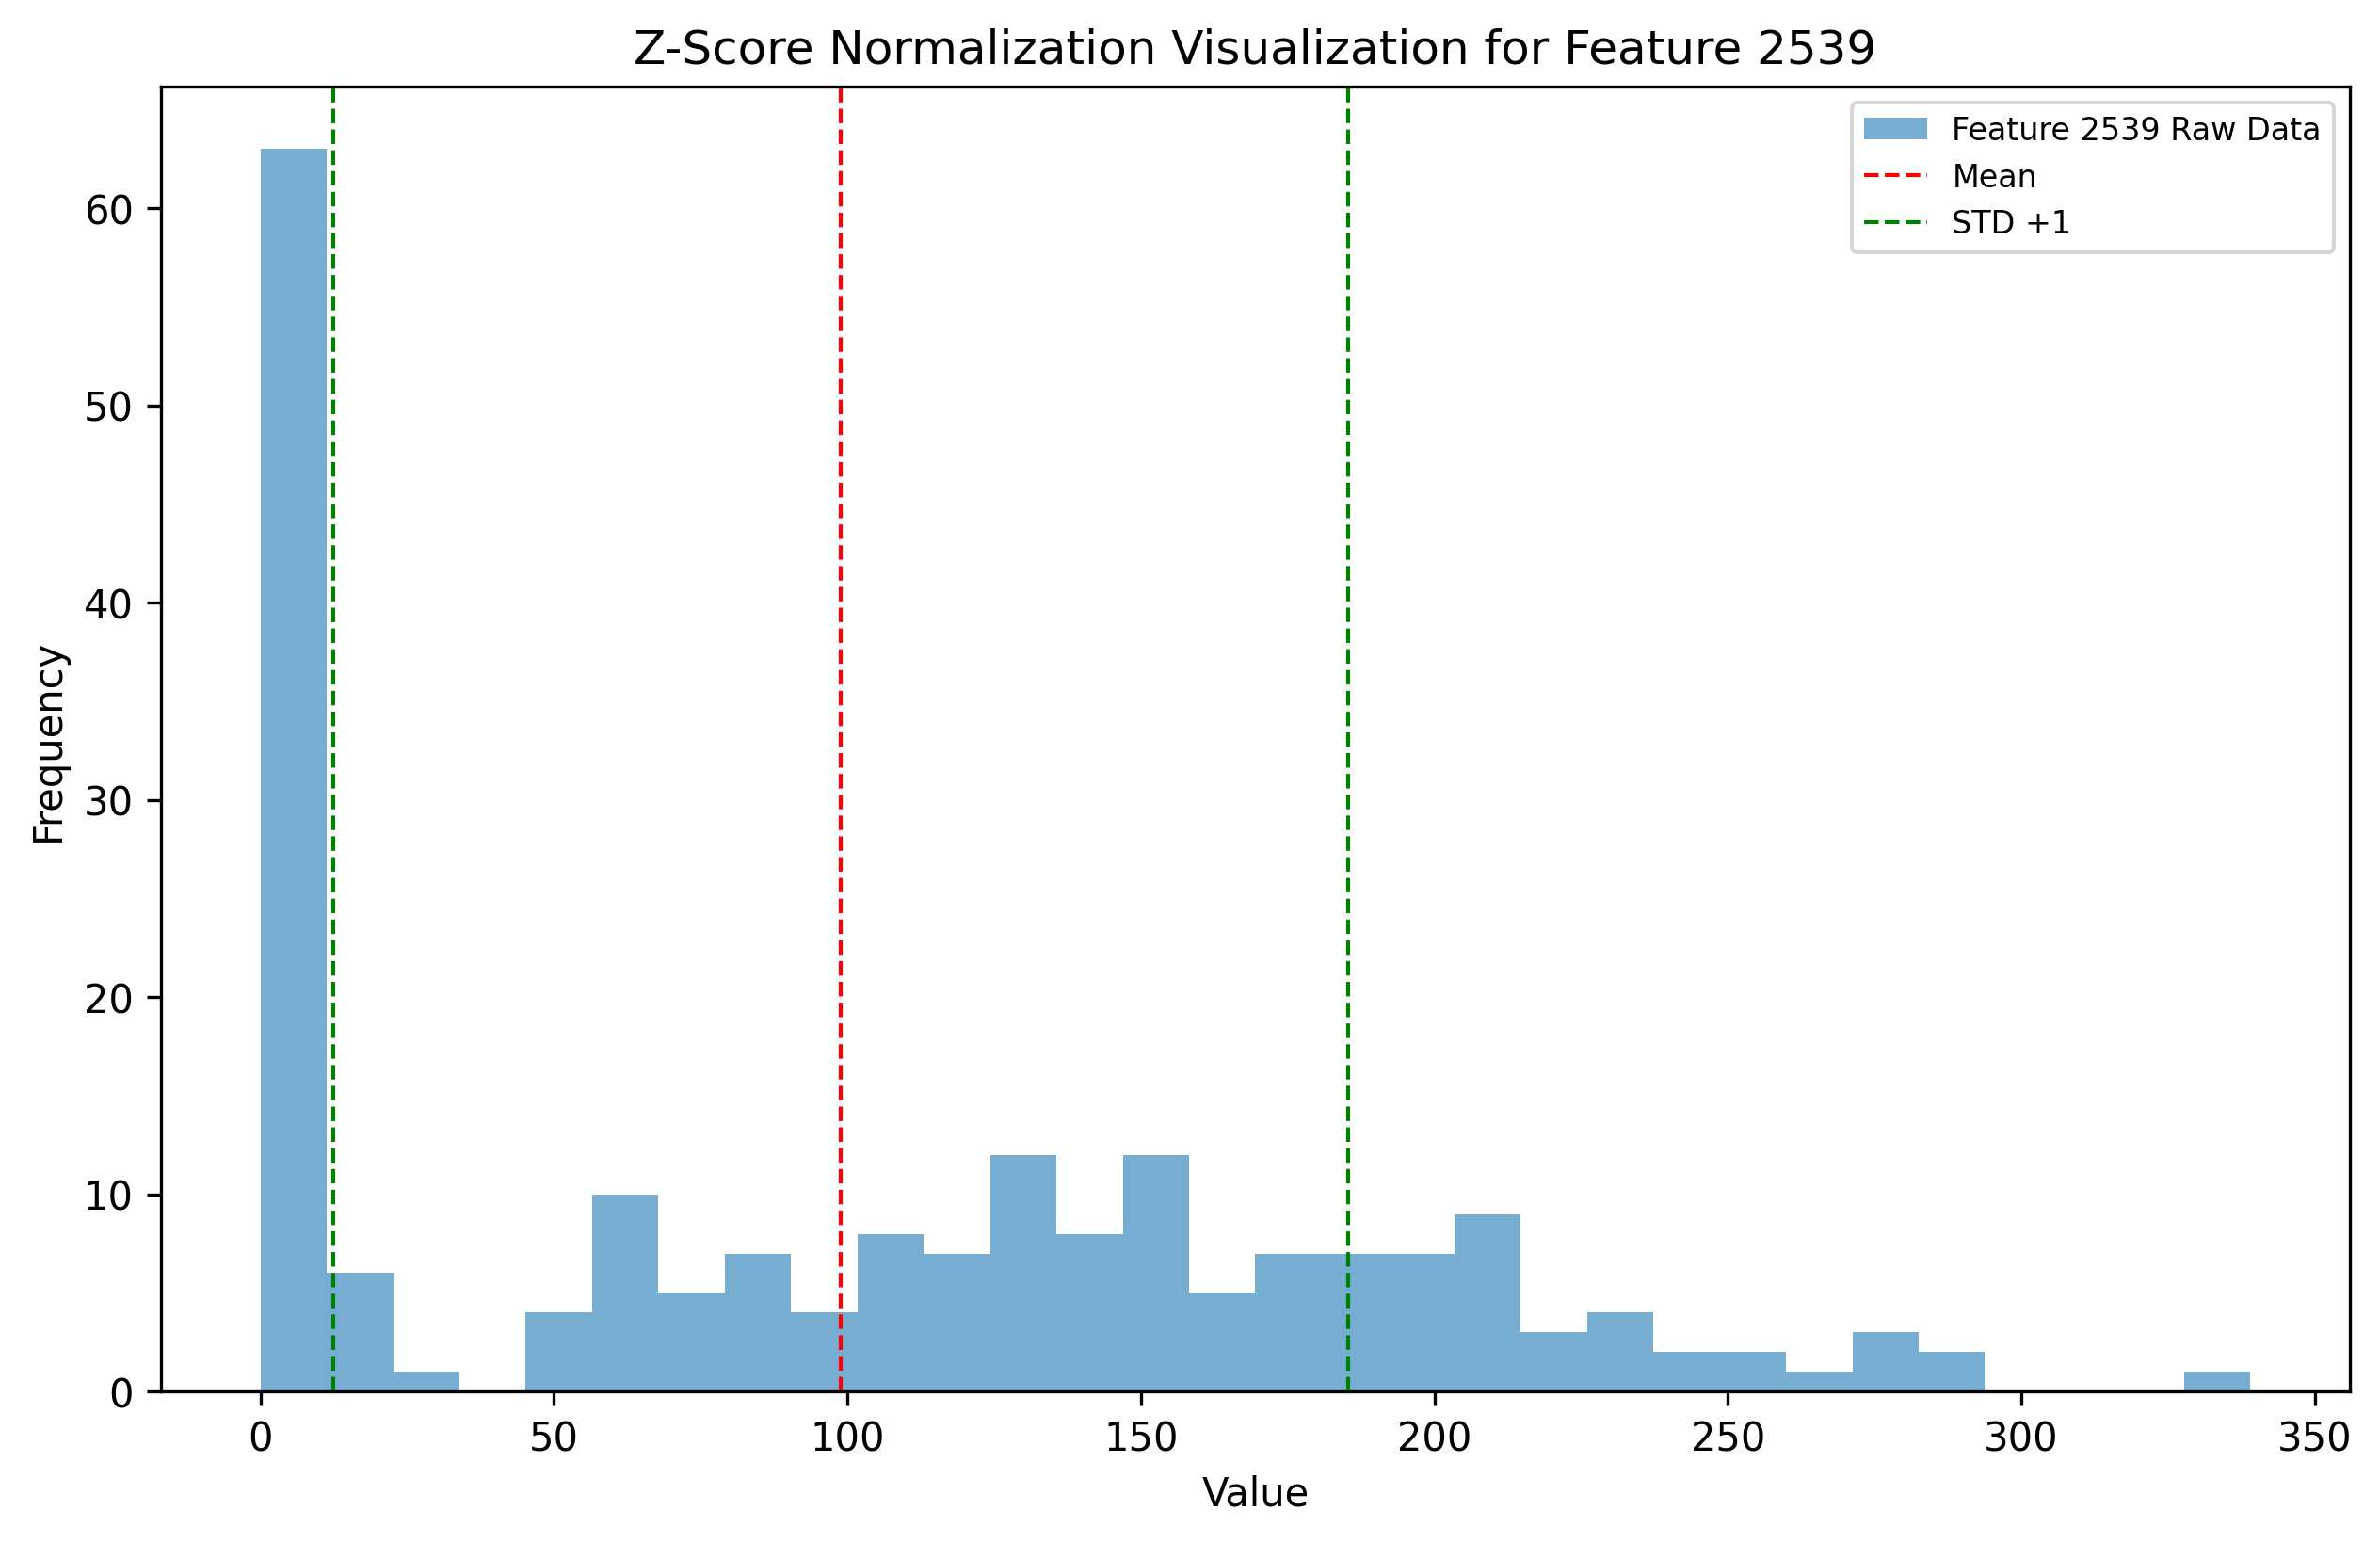 Z-Score Normalization Visualization for Feature 2539
Feature 2539 Raw Data
Mean
STD +1
60
50
40
30
20
10
0
Frequency
0 50 100 150 200 250 300 350
Value